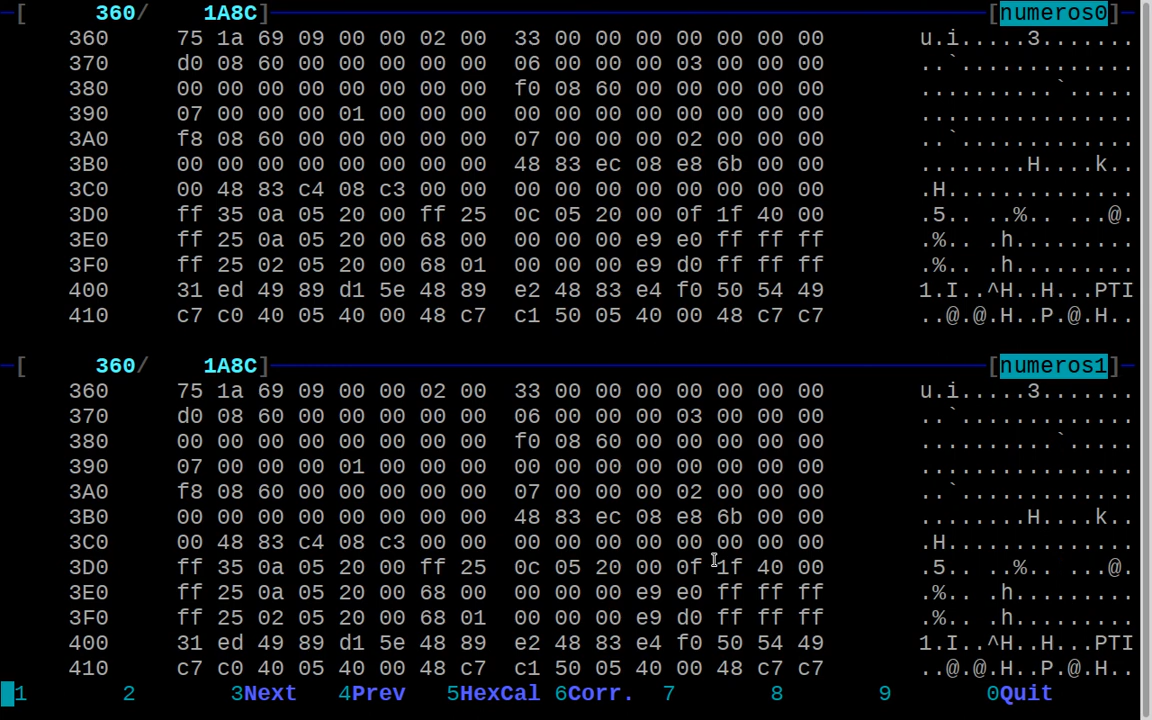 [ 360/ 1A8C] [numeros0]
360 75 1a 69 09 00 00 02 00 33 00 00 00 00 00 00 00 u.i.....3.......
370 d0 08 60 00 00 00 00 00 06 00 00 00 03 00 00 00 ..`.............
380 00 00 00 00 00 00 00 00 f0 08 60 00 00 00 00 00 ..........`.....
390 07 00 00 00 01 00 00 00 00 00 00 00 00 00 00 00 ................
3A0 f8 08 60 00 00 00 00 00 07 00 00 00 02 00 00 00 ..`.............
3B0 00 00 00 00 00 00 00 00 48 83 ec 08 e8 6b 00 00 ........H....k..
3C0 00 48 83 c4 08 c3 00 00 00 00 00 00 00 00 00 00 .H..............
3D0 ff 35 0a 05 20 00 ff 25 0c 05 20 00 0f 1f 40 00 .5.. ..%.. ...@.
3E0 ff 25 0a 05 20 00 68 00 00 00 00 e9 e0 ff ff ff .%.. .h.........
3F0 ff 25 02 05 20 00 68 01 00 00 00 e9 d0 ff ff ff .%.. .h.........
400 31 ed 49 89 d1 5e 48 89 e2 48 83 e4 f0 50 54 49 1.I..^H..H...PTI
410 c7 c0 40 05 40 00 48 c7 c1 50 05 40 00 48 c7 c7 ..@.@.H..P.@.H..
[ 360/ 1A8C] [numeros1]
360 75 1a 69 09 00 00 02 00 33 00 00 00 00 00 00 00 u.i.....3.......
370 d0 08 60 00 00 00 00 00 06 00 00 00 03 00 00 00 ..`.............
380 00 00 00 00 00 00 00 00 f0 08 60 00 00 00 00 00 ..........`.....
390 07 00 00 00 01 00 00 00 00 00 00 00 00 00 00 00 ................
3A0 f8 08 60 00 00 00 00 00 07 00 00 00 02 00 00 00 ..`.............
3B0 00 00 00 00 00 00 00 00 48 83 ec 08 e8 6b 00 00 ........H....k..
3C0 00 48 83 c4 08 c3 00 00 00 00 00 00 00 00 00 00 .H..............
3D0 ff 35 0a 05 20 00 ff 25 0c 05 20 00 0f 1f 40 00 .5.. ..%.. ...@.
3E0 ff 25 0a 05 20 00 68 00 00 00 00 e9 e0 ff ff ff .%.. .h.........
3F0 ff 25 02 05 20 00 68 01 00 00 00 e9 d0 ff ff ff .%.. .h.........
400 31 ed 49 89 d1 5e 48 89 e2 48 83 e4 f0 50 54 49 1.I..^H..H...PTI
410 c7 c0 40 05 40 00 48 c7 c1 50 05 40 00 48 c7 c7 ..@.@.H..P.@.H..
1 2 3Next 4Prev 5HexCal 6Corr. 7 8 9 0Quit